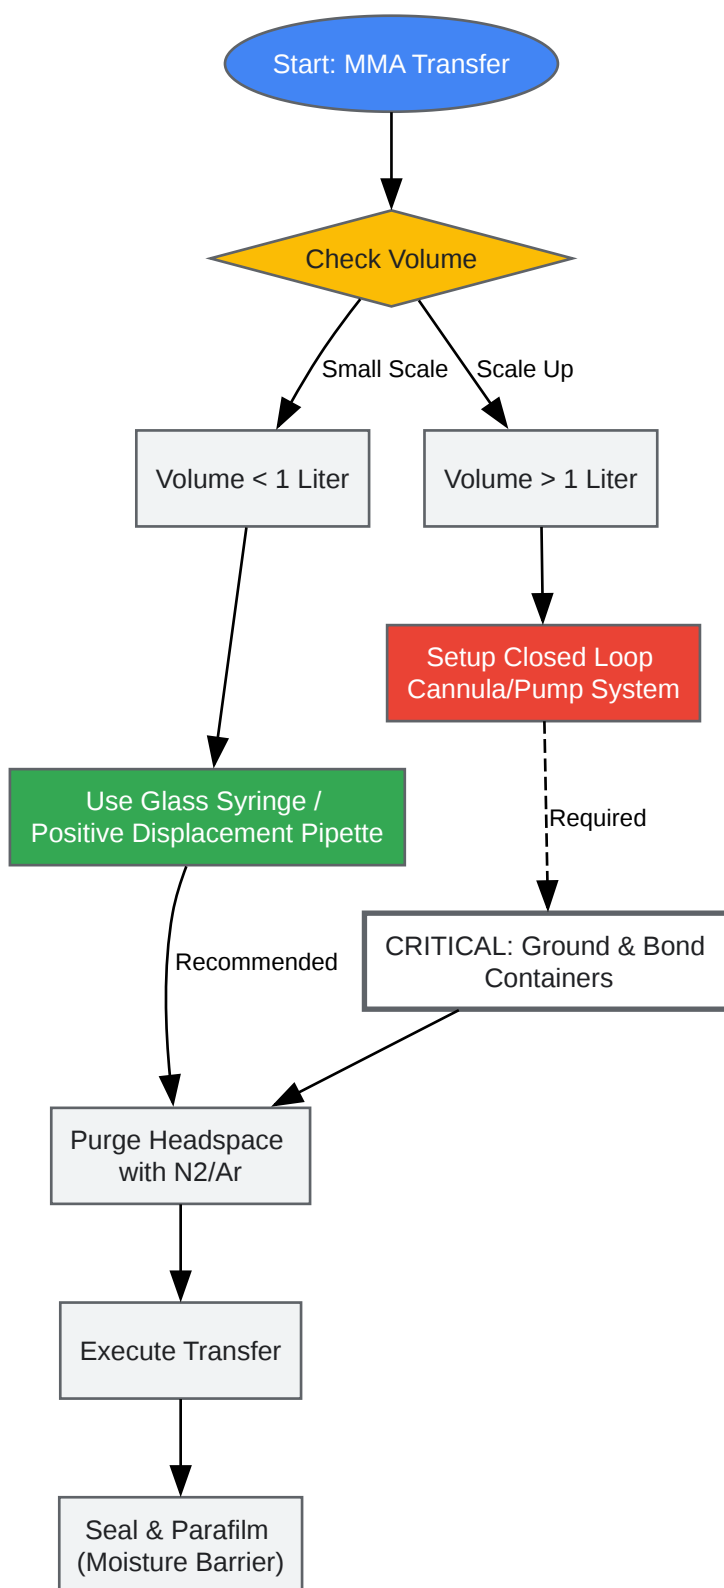 Start: MMA Transfer
Check Volume
Small Scale
Scale Up
Volume < 1 Liter
Volume > 1 Liter
Setup Closed Loop
Cannula/Pump System
Use Glass Syringe /
Positive Displacement Pipette
Required
Recommended
CRITICAL: Ground & Bond
Containers
Purge Headspace
with N2/Ar
Execute Transfer
Seal & Parafilm
(Moisture Barrier)